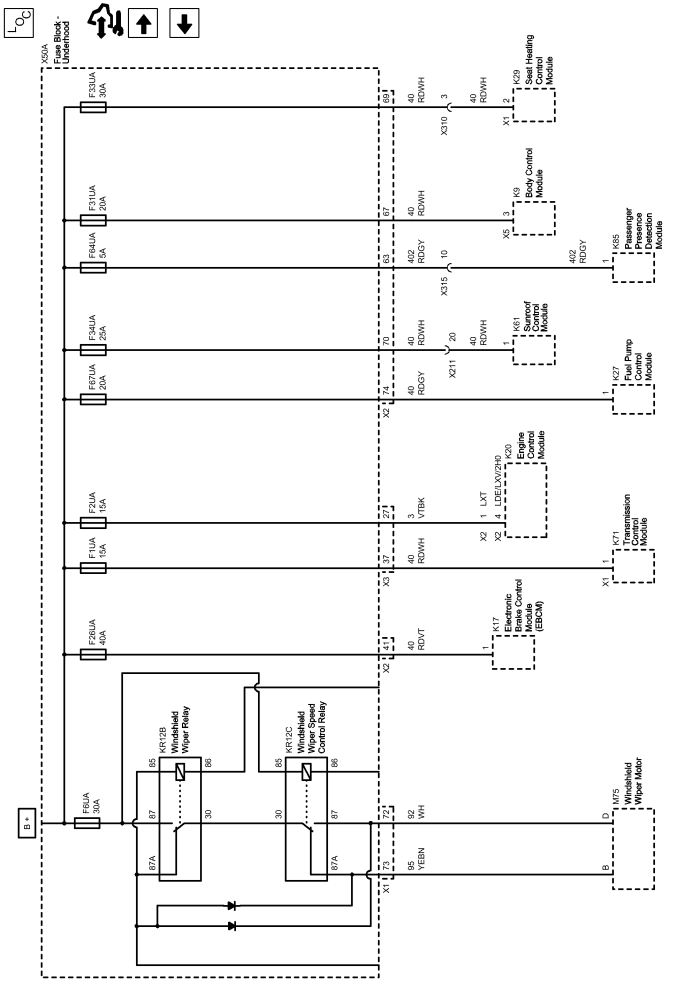 LOC
X50A
Fuse Block -
Underhood
B +
F6UA
30A
F26UA
40A
F1UA
15A
F2UA
15A
F67UA
20A
F34UA
25A
F64UA
5A
F31UA
20A
F33UA
30A
KR12B
Windshield
Wiper Relay
87A
87
85
30
86
KR12C
Windshield
Wiper Speed
Control Relay
30
85
87A
87
86
X1
73
72
X2
41
X3
37
27
X2
74
70
63
67
69
95
YEBN
92
WH
40
RDVT
40
RDWH
3
VTBK
40
RDGY
40
RDWH
402
RDGY
40
RDWH
40
RDWH
X211
20
40
RDWH
X315
10
402
RDGY
X310
3
40
RDWH
B
D
M75
Windshield
Wiper Motor
1
K17
Electronic
Brake Control
Module
(EBCM)
X1
1
K71
Transmission
Control
Module
X2
1
LXT
X2
4
LDE/LXV/2H0
K20
Engine
Control
Module
1
K27
Fuel Pump
Control
Module
1
K61
Sunroof
Control
Module
1
K85
Passenger
Presence
Detection
Module
X5
3
K9
Body Control
Module
X1
2
K29
Seat Heating
Control
Module